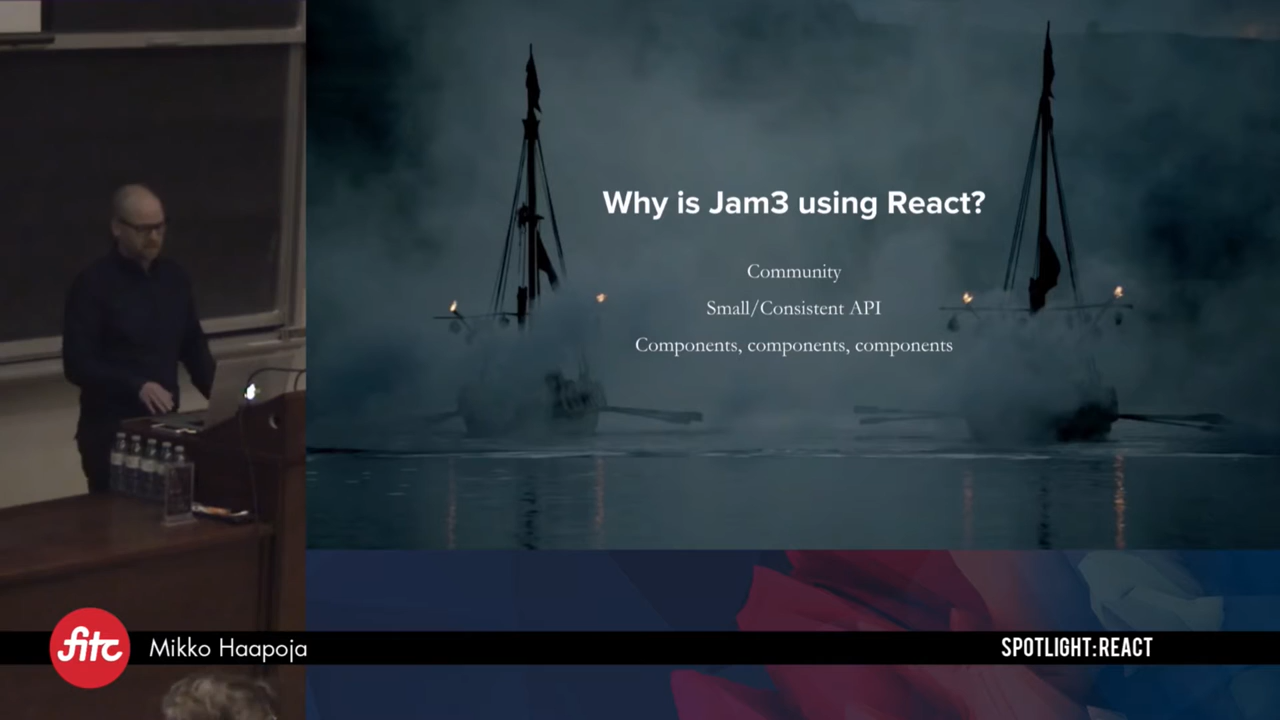 Why is Jam3 using React?
Community
Small/Consistent API
Components, components, components
fitc
Mikko Haapoja
SPOTLIGHT: REACT